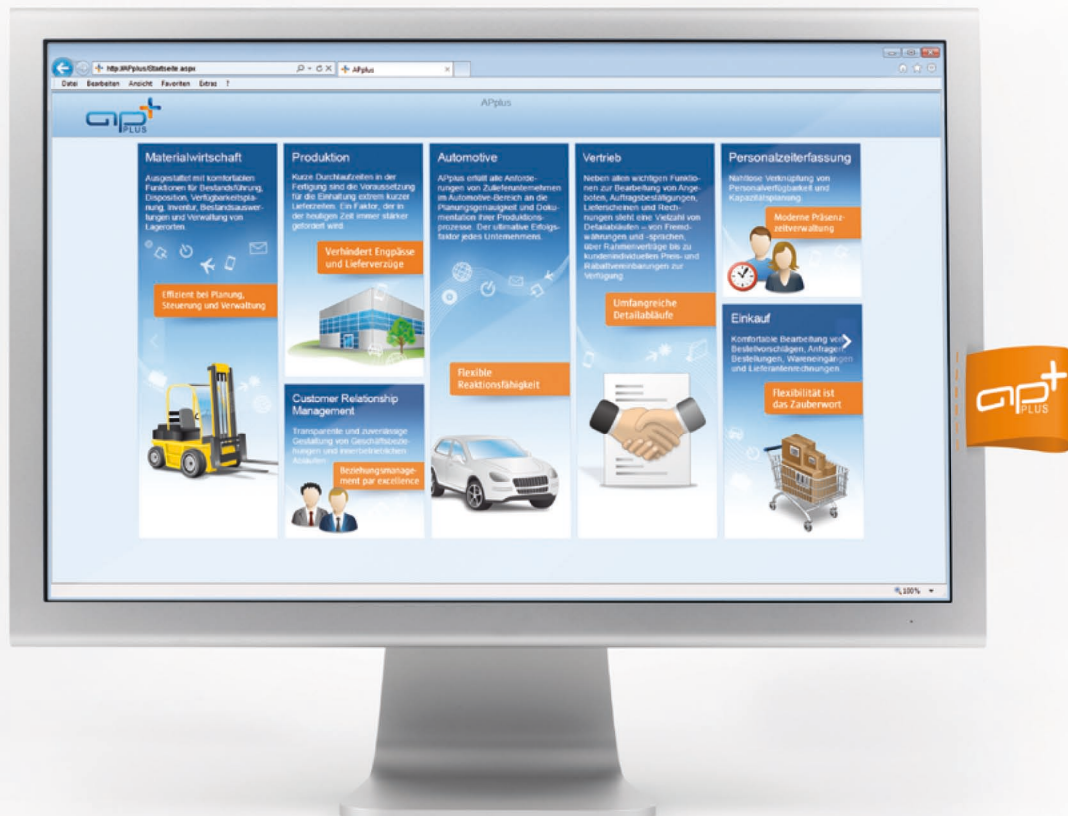 http://APplus/Startseite.aspx
APplus
Datei Bearbeiten Ansicht Favoriten Extras ?
APplus
ap+
PLUS
Materialwirtschaft
Ausgestattet mit komfortablen
Funktionen für Bestandsführung,
Disposition, Verfügbarkeitspla-
nung, Inventur, Bestandsauswer-
tungen und Verwaltung von
Lagerorten.
Effizient bei Planung,
Steuerung und Verwaltung
Produktion
Kurze Durchlaufzeiten in der
Fertigung sind die Voraussetzung
für die Einhaltung extrem kurzer
Lieferzeiten. Ein Faktor, der in
der heutigen Zeit immer stärker
gefordert wird.
Verhindert Engpässe
und Lieferverzüge
Customer Relationship
Management
Transparente und zuverlässige
Gestaltung von Geschäftsbezie-
hungen und innerbetrieblichen
Abläufen.
Beziehungsmanage-
ment par excellence
Automotive
APplus erfüllt alle Anforde-
rungen von Zulieferunternehmen
im Automotive-Bereich an die
Planungsgenauigkeit und Doku-
mentation ihrer Produktions-
prozesse. Der ultimative Erfolgs-
faktor jedes Unternehmens.
Flexible
Reaktionsfähigkeit
Vertrieb
Neben allen wichtigen Funktio-
nen zur Bearbeitung von Ange-
boten, Auftragsbestätigungen,
Lieferscheinen und Rech-
nungen steht eine Vielzahl von
Detailabläufen – von Fremd-
währungen und -sprachen,
über Rahmenverträge bis zu
kundenindividuellen Preis- und
Rabattvereinbarungen zur
Verfügung.
Umfangreiche
Detailabläufe
Personalzeiterfassung
Nahtlose Verknüpfung von
Personalverfügbarkeit und
Kapazitätsplanung.
Moderne Präsenz-
zeitverwaltung
Einkauf
Komfortable Bearbeitung von
Bestellvorschlägen, Anfragen,
Bestellungen, Wareneingängen
und Lieferantenrechnungen.
Flexibilität ist
das Zauberwort
100%
ap+
PLUS